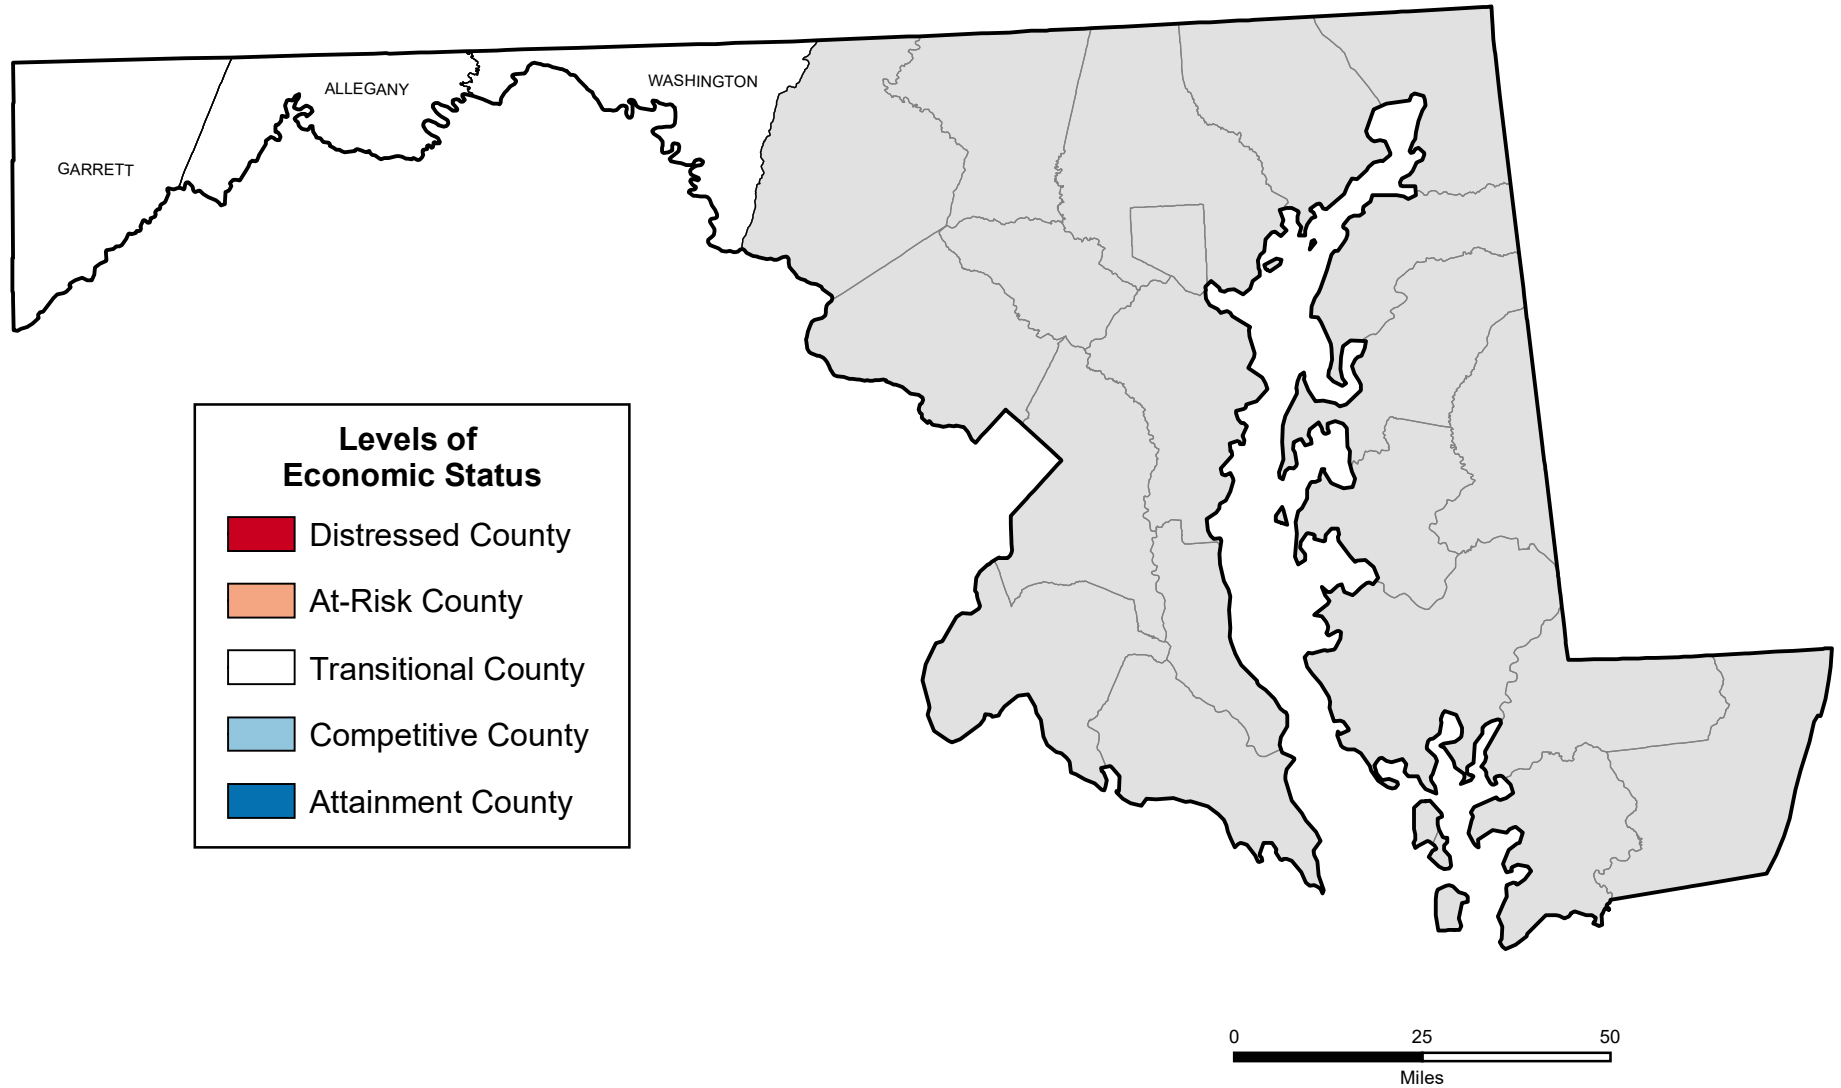 WASHINGTON
ALLEGANY
GARRETT
Levels of
Economic Status
Distressed County
At-Risk County
Transitional County
Competitive County
Attainment County
0 25 50
Miles